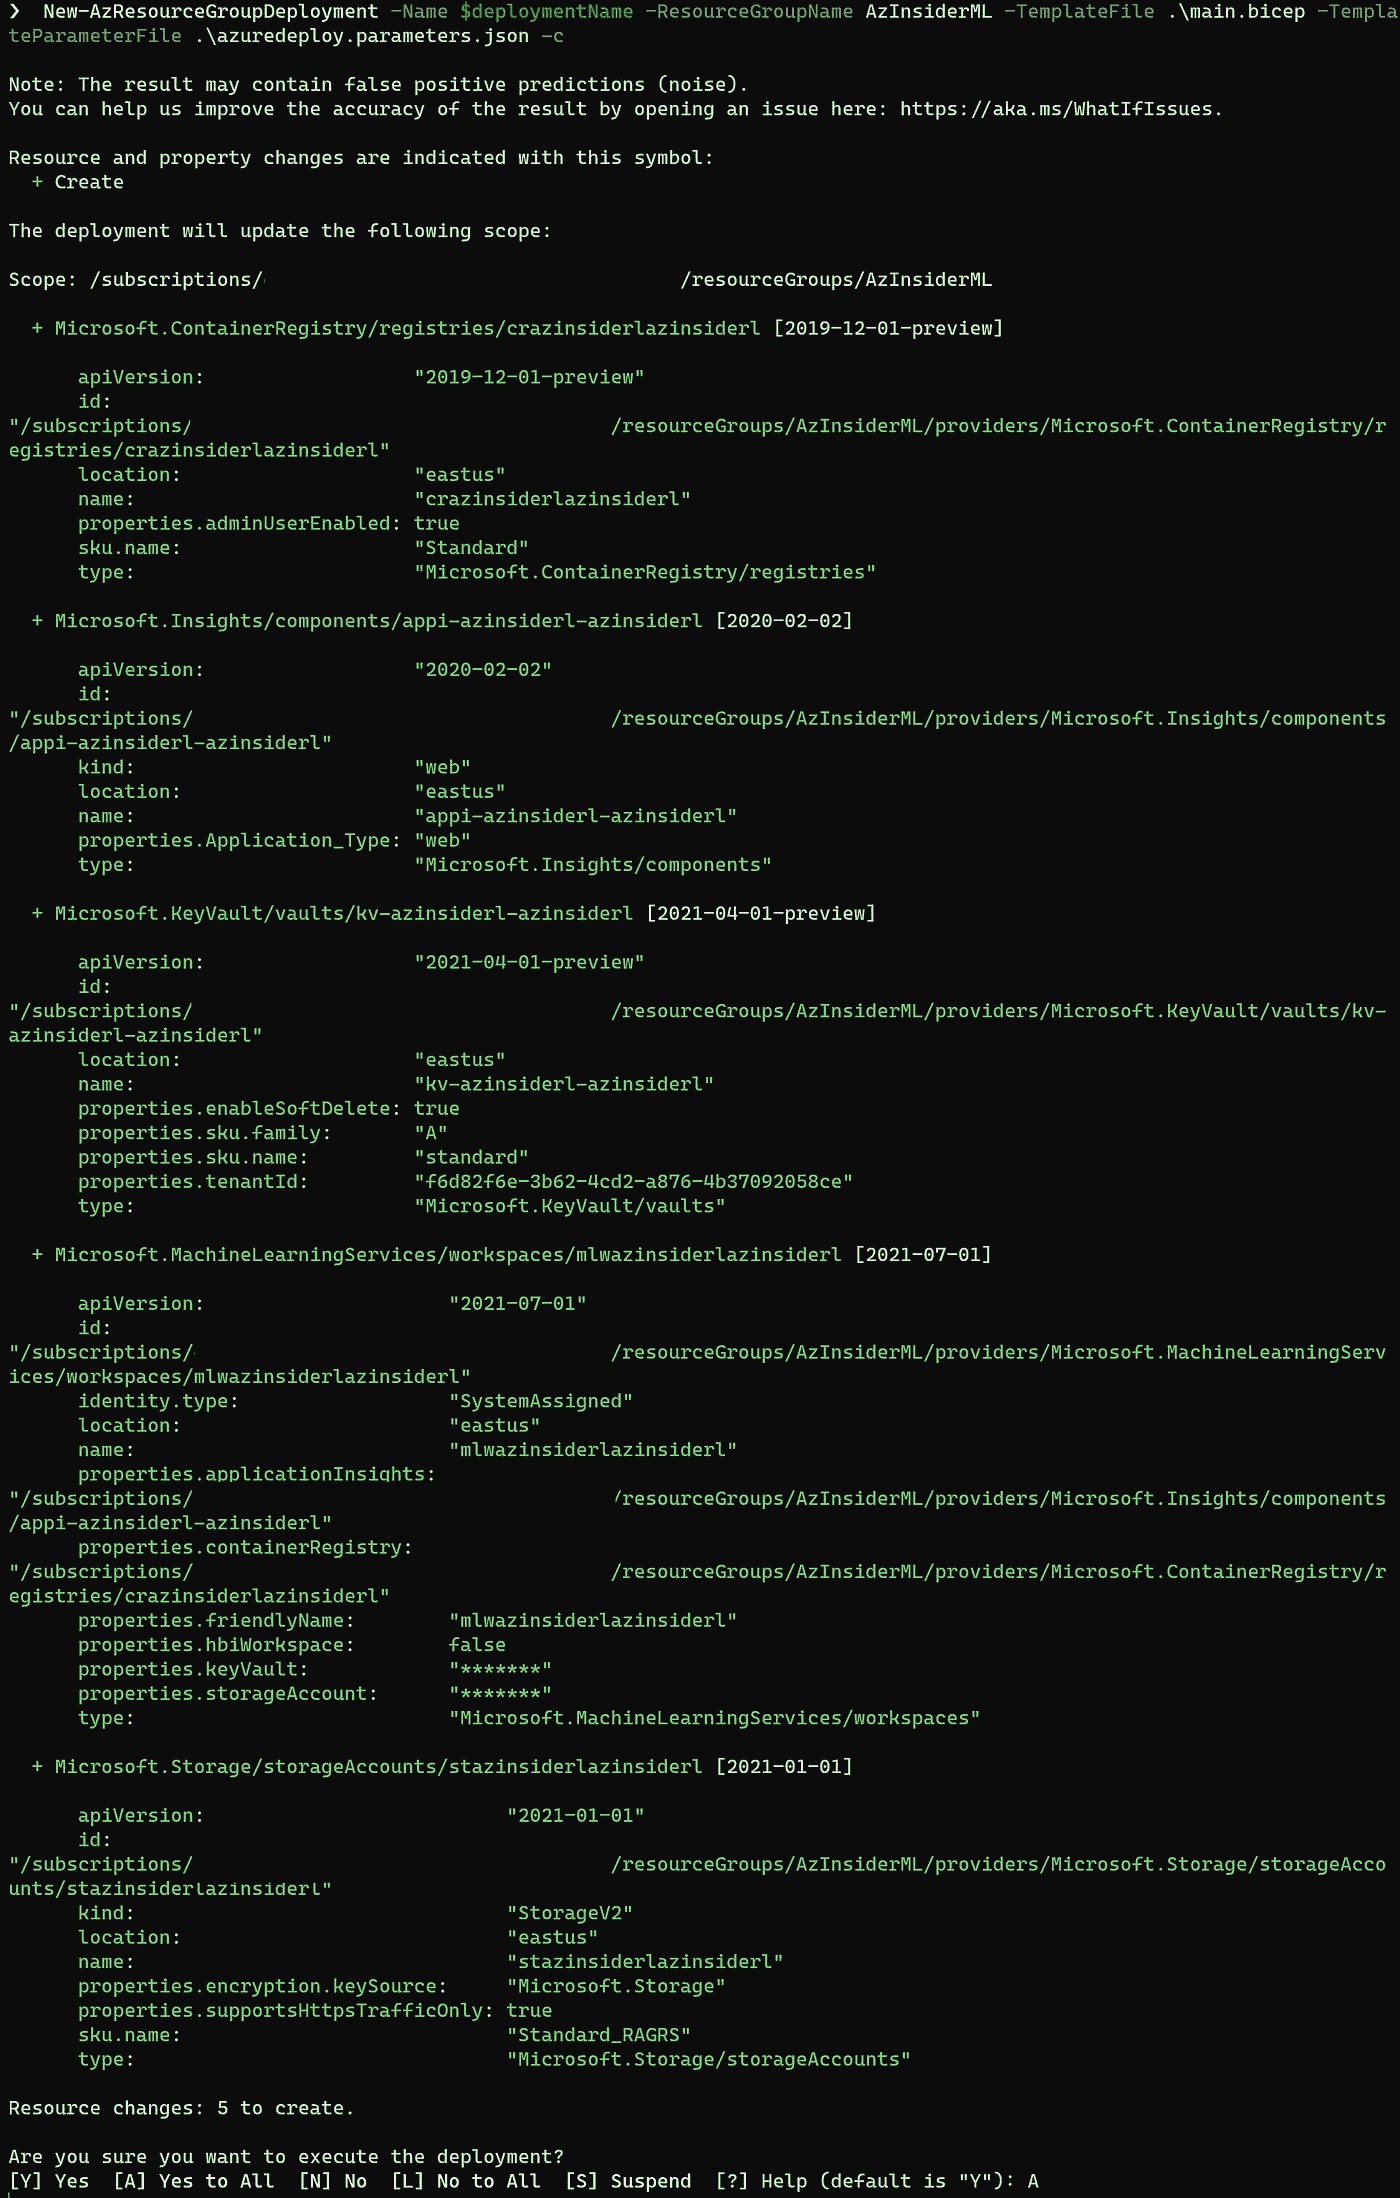 ❯ New-AzResourceGroupDeployment -Name $deploymentName -ResourceGroupName AzInsiderML -TemplateFile .\main.bicep -Templa
teParameterFile .\azuredeploy.parameters.json -c
Note: The result may contain false positive predictions (noise).
You can help us improve the accuracy of the result by opening an issue here: https://aka.ms/WhatIfIssues.
Resource and property changes are indicated with this symbol:
+ Create
The deployment will update the following scope:
Scope: /subscriptions/ /resourceGroups/AzInsiderML
+ Microsoft.ContainerRegistry/registries/crazinsiderlazinsiderl [2019-12-01-preview]
apiVersion: "2019-12-01-preview"
id:
"/subscriptions/ /resourceGroups/AzInsiderML/providers/Microsoft.ContainerRegistry/r
egistries/crazinsiderlazinsiderl"
location: "eastus"
name: "crazinsiderlazinsiderl"
properties.adminUserEnabled: true
sku.name: "Standard"
type: "Microsoft.ContainerRegistry/registries"
+ Microsoft.Insights/components/appi-azinsiderl-azinsiderl [2020-02-02]
apiVersion: "2020-02-02"
id:
"/subscriptions/ /resourceGroups/AzInsiderML/providers/Microsoft.Insights/components
/appi-azinsiderl-azinsiderl"
kind: "web"
location: "eastus"
name: "appi-azinsiderl-azinsiderl"
properties.Application_Type: "web"
type: "Microsoft.Insights/components"
+ Microsoft.KeyVault/vaults/kv-azinsiderl-azinsiderl [2021-04-01-preview]
apiVersion: "2021-04-01-preview"
id:
"/subscriptions/ /resourceGroups/AzInsiderML/providers/Microsoft.KeyVault/vaults/kv-
azinsiderl-azinsiderl"
location: "eastus"
name: "kv-azinsiderl-azinsiderl"
properties.enableSoftDelete: true
properties.sku.family: "A"
properties.sku.name: "standard"
properties.tenantId: "f6d82f6e-3b62-4cd2-a876-4b37092058ce"
type: "Microsoft.KeyVault/vaults"
+ Microsoft.MachineLearningServices/workspaces/mlwazinsiderlazinsiderl [2021-07-01]
apiVersion: "2021-07-01"
id:
"/subscriptions/ /resourceGroups/AzInsiderML/providers/Microsoft.MachineLearningServ
ices/workspaces/mlwazinsiderlazinsiderl"
identity.type: "SystemAssigned"
location: "eastus"
name: "mlwazinsiderlazinsiderl"
properties.applicationInsights:
"/subscriptions/ /resourceGroups/AzInsiderML/providers/Microsoft.Insights/components
/appi-azinsiderl-azinsiderl"
properties.containerRegistry:
"/subscriptions/ /resourceGroups/AzInsiderML/providers/Microsoft.ContainerRegistry/r
egistries/crazinsiderlazinsiderl"
properties.friendlyName: "mlwazinsiderlazinsiderl"
properties.hbiWorkspace: false
properties.keyVault: "*******"
properties.storageAccount: "*******"
type: "Microsoft.MachineLearningServices/workspaces"
+ Microsoft.Storage/storageAccounts/stazinsiderlazinsiderl [2021-01-01]
apiVersion: "2021-01-01"
id:
"/subscriptions/ /resourceGroups/AzInsiderML/providers/Microsoft.Storage/storageAcco
unts/stazinsiderlazinsiderl"
kind: "StorageV2"
location: "eastus"
name: "stazinsiderlazinsiderl"
properties.encryption.keySource: "Microsoft.Storage"
properties.supportsHttpsTrafficOnly: true
sku.name: "Standard_RAGRS"
type: "Microsoft.Storage/storageAccounts"
Resource changes: 5 to create.
Are you sure you want to execute the deployment?
[Y] Yes [A] Yes to All [N] No [L] No to All [S] Suspend [?] Help (default is "Y"): A